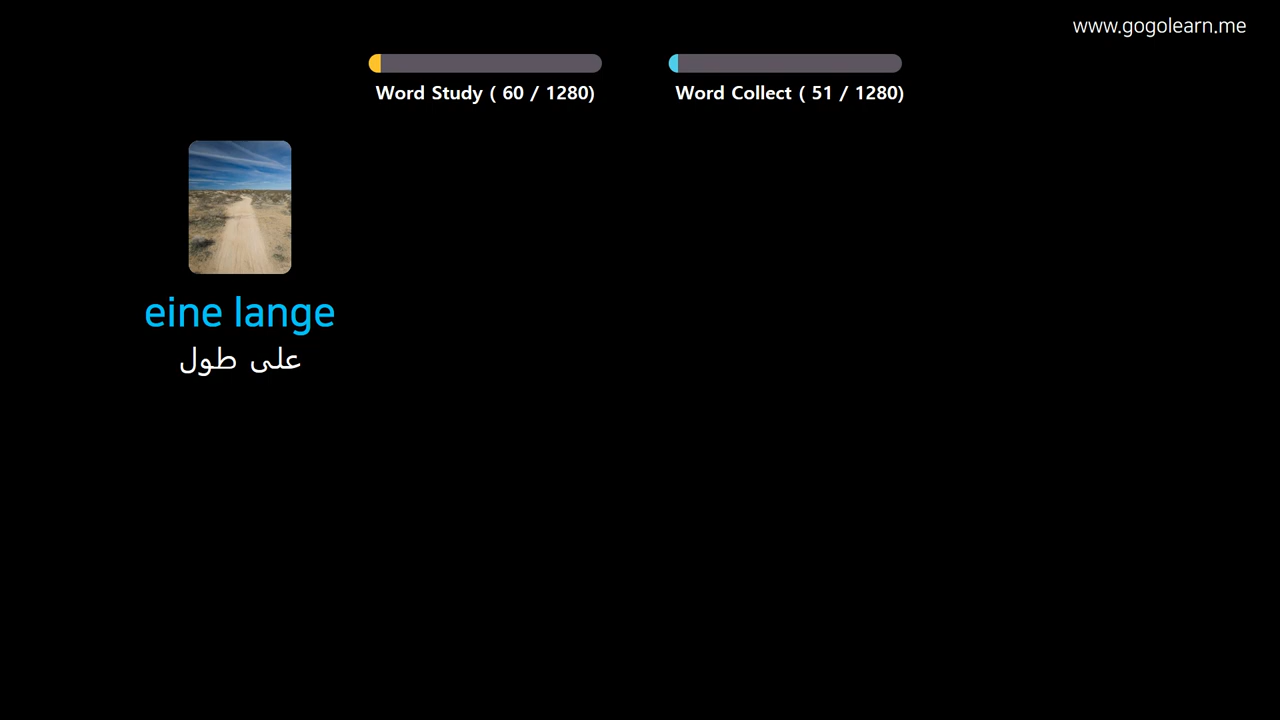 www.gogolearn.me
Word Study ( 60 / 1280)
Word Collect ( 51 / 1280)
eine lange
على طول